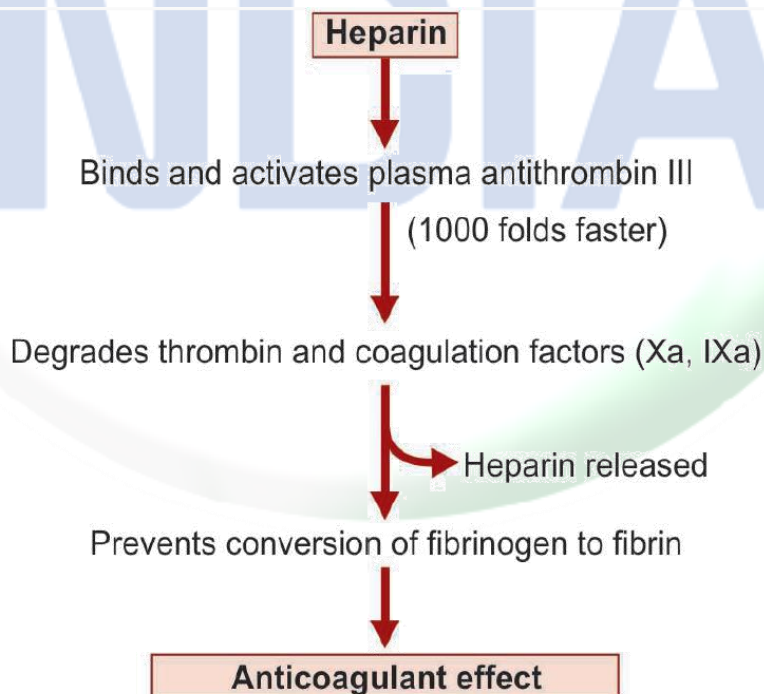 Heparin
Binds and activates plasma antithrombin III
(1000 folds faster)
Degrades thrombin and coagulation factors (Xa, IXa)
Heparin released
Prevents conversion of fibrinogen to fibrin
Anticoagulant effect